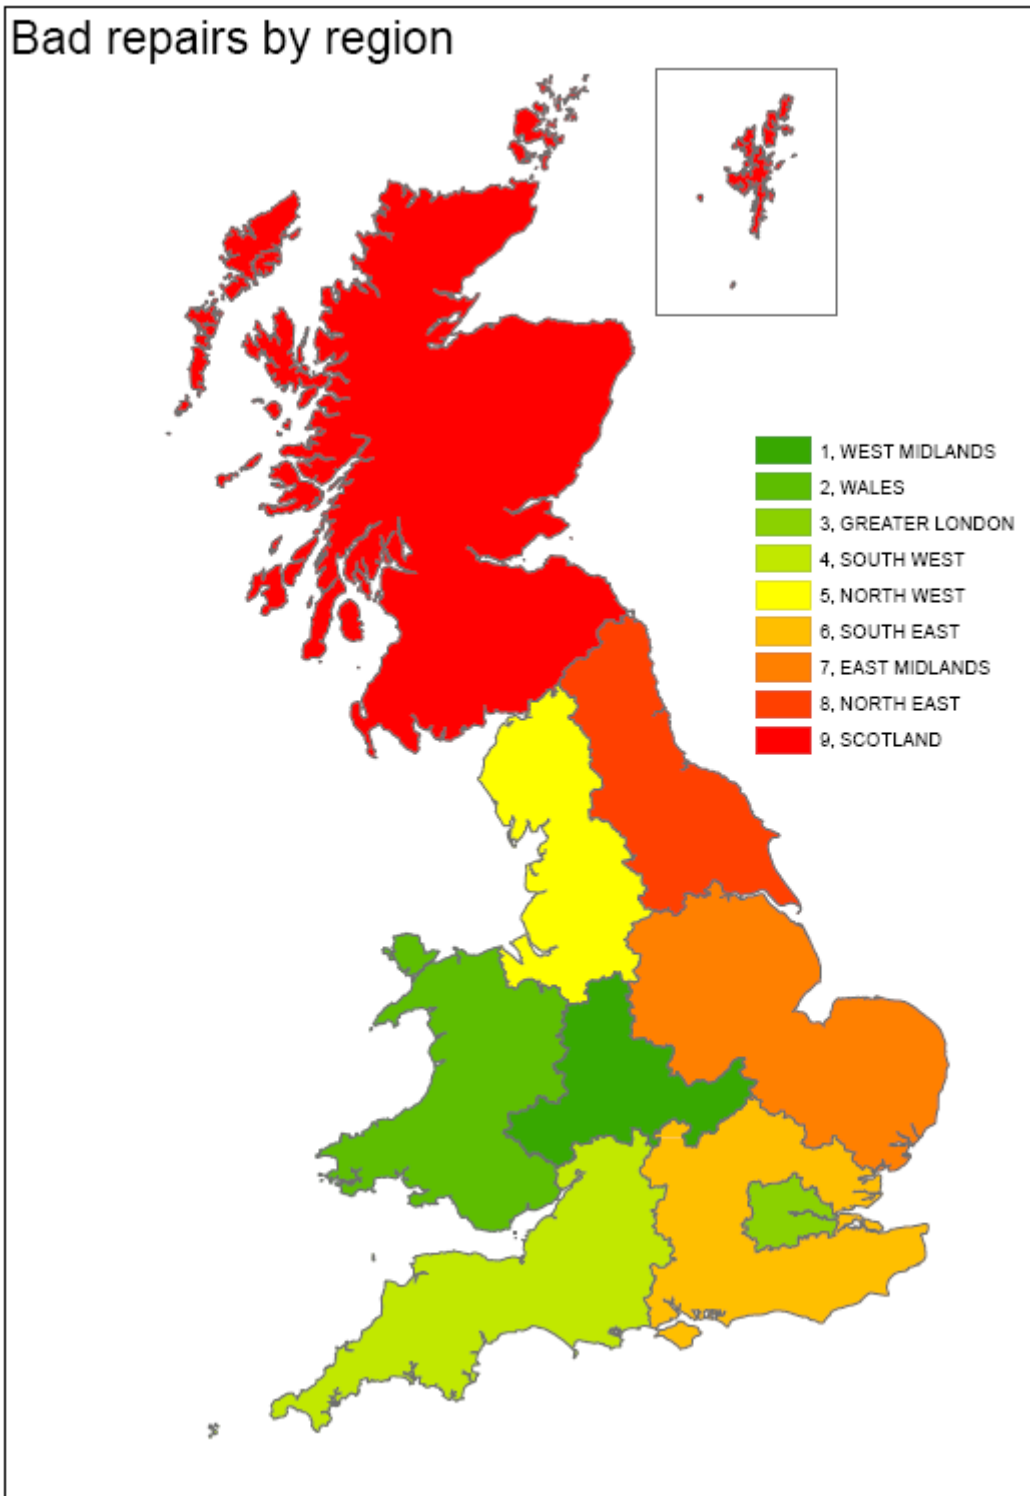 Bad repairs by region
1, WEST MIDLANDS
2, WALES
3, GREATER LONDON
4, SOUTH WEST
5, NORTH WEST
6, SOUTH EAST
7, EAST MIDLANDS
8, NORTH EAST
9, SCOTLAND